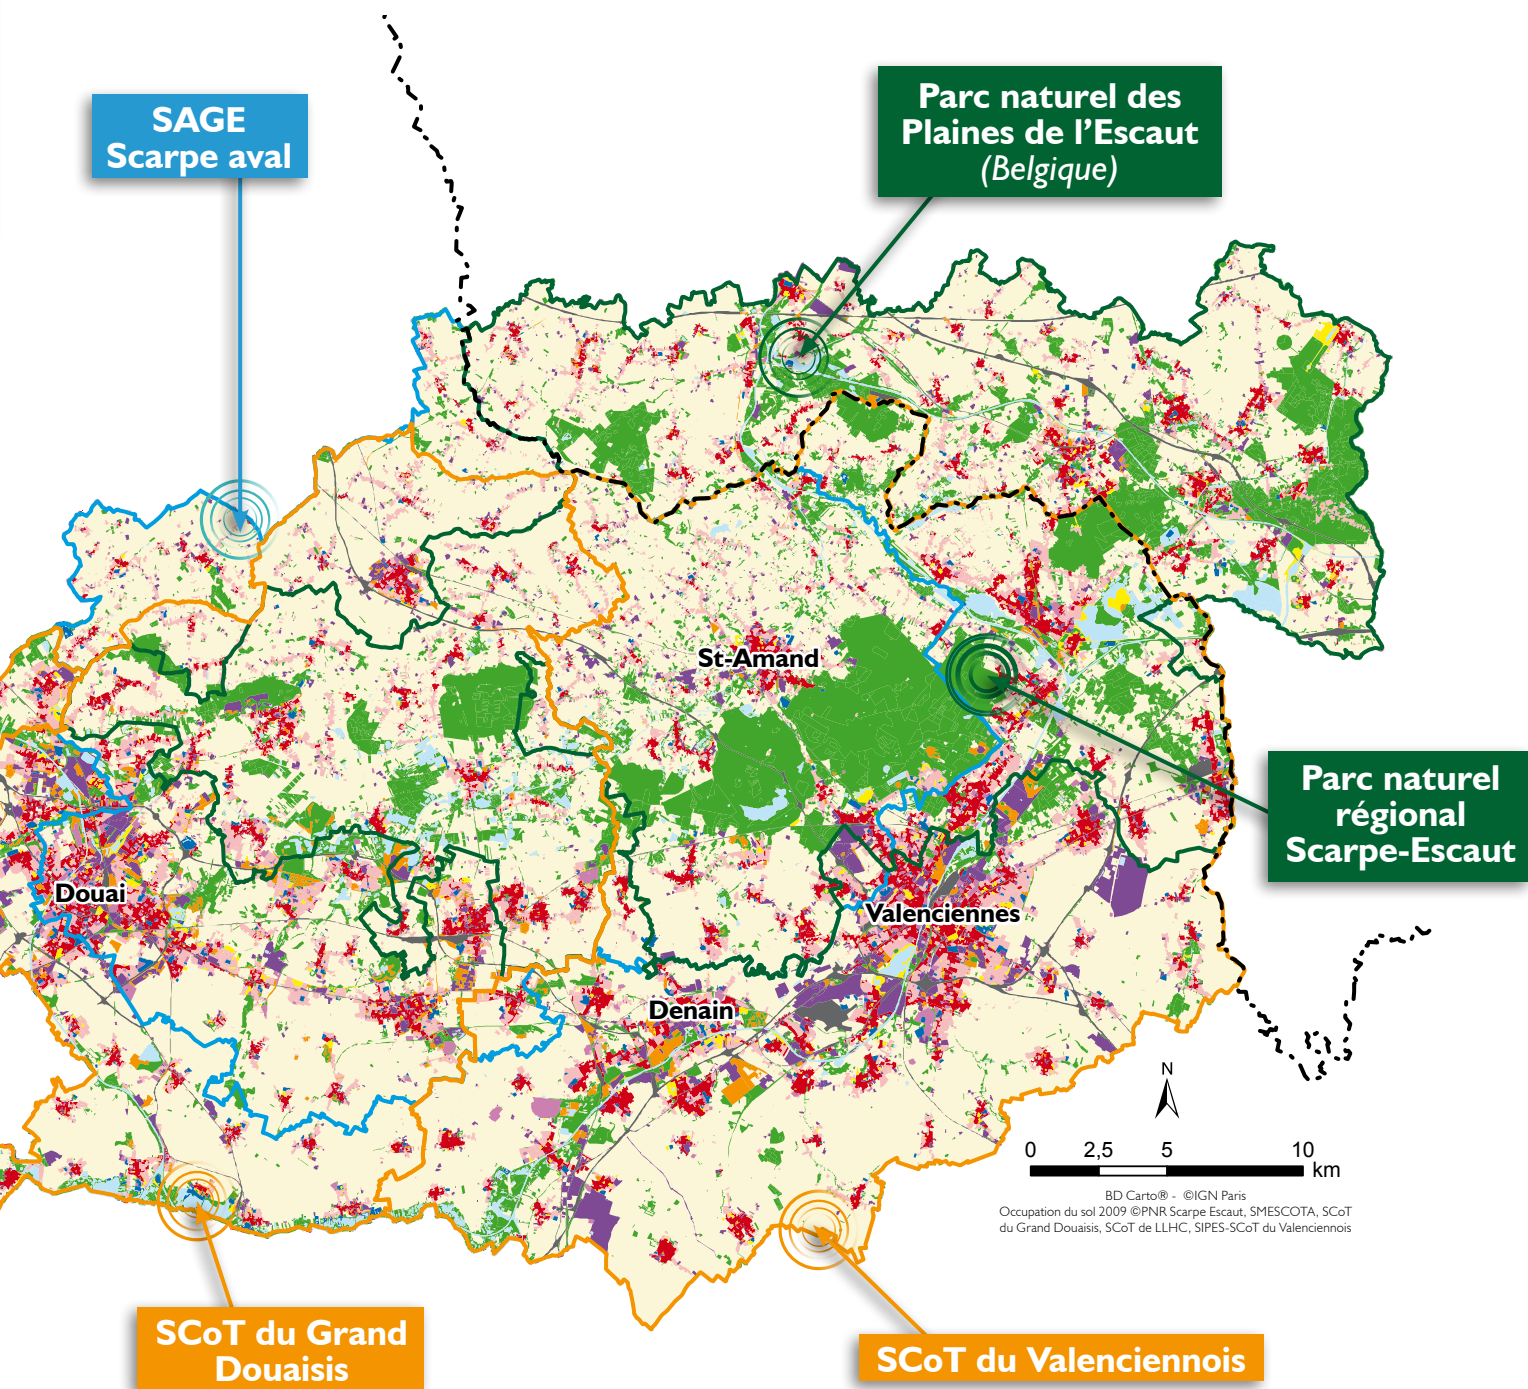 SAGE
Scarpe aval
Parc naturel des
Plaines de l’Escaut
(Belgique)
St-Amand
Parc naturel
régional
Scarpe-Escaut
Douai
Valenciennes
Denain
N
0 2,5 5 10
km
BD Carto® - ©IGN Paris
Occupation du sol 2009 ©PNR Scarpe Escaut, SMESCOTA, SCoT
du Grand Douaisis, SCoT de LLHC, SIPES-SCoT du Valenciennois
SCoT du Grand
Douaisis
SCoT du Valenciennois